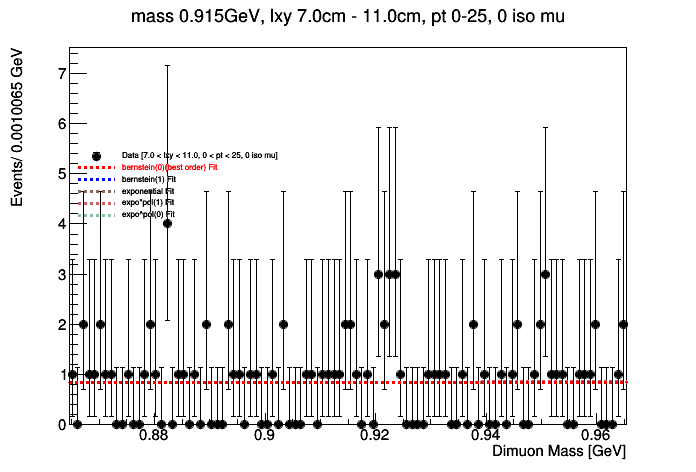 mass 0.915GeV, lxy 7.0cm - 11.0cm, pt 0-25, 0 iso mu
Events/ 0.0010065 GeV
7
6
5
4
3
2
1
0
Data [7.0 < lxy < 11.0, 0 < pt < 25, 0 iso mu]
bernstein(0)(best order) Fit
bernstein(1) Fit
exponential Fit
expo*pol(1) Fit
expo*pol(0) Fit
0.88
0.9
0.92
0.94
0.96
Dimuon Mass [GeV]